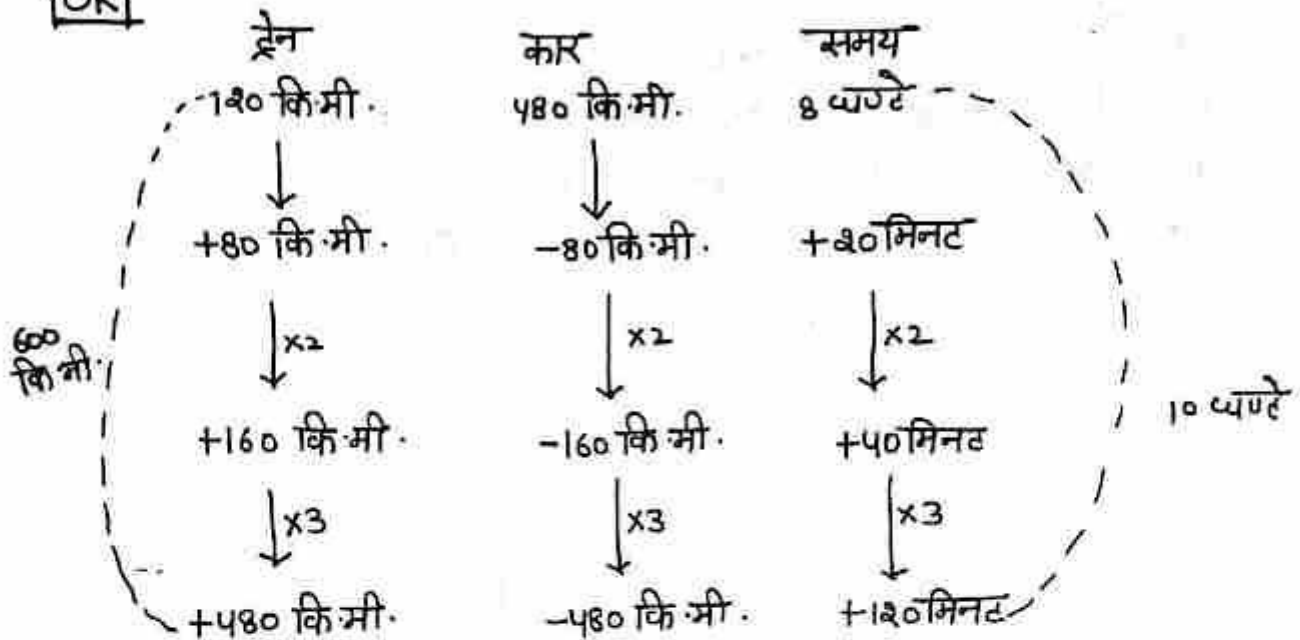 OR
ट्रेन कार समय
120 कि.मी. 480 कि.मी. 8 घण्टे
+80 कि.मी. -80 कि.मी. +20 मिनट
×2 ×2 ×2
600
कि.मी.
+160 कि.मी. -160 कि.मी. +40 मिनट
10 घण्टे
×3 ×3 ×3
+480 कि.मी. -480 कि.मी. +120 मिनट